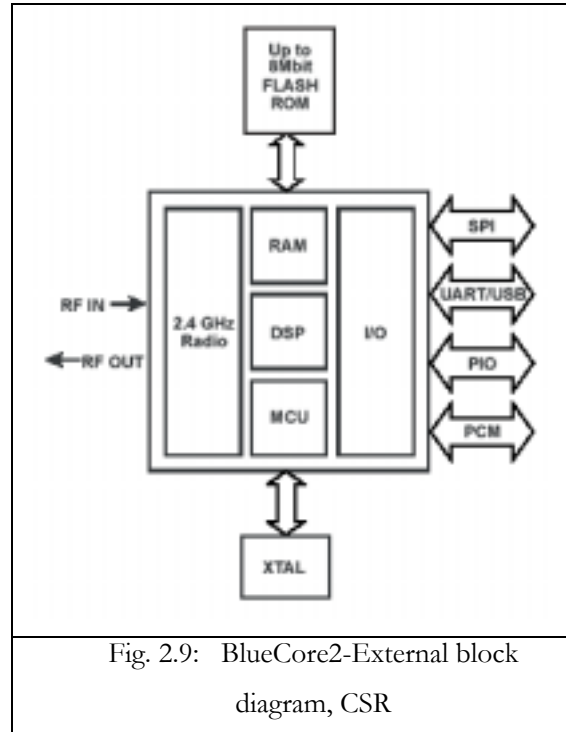 Up to
8Mbit
FLASH
ROM
RAM
SPI
UART/USB
RF IN
2.4 GHz
Radio
DSP
I/O
RF OUT
PIO
MCU
PCM
XTAL
Fig. 2.9: BlueCore2-External block
diagram, CSR